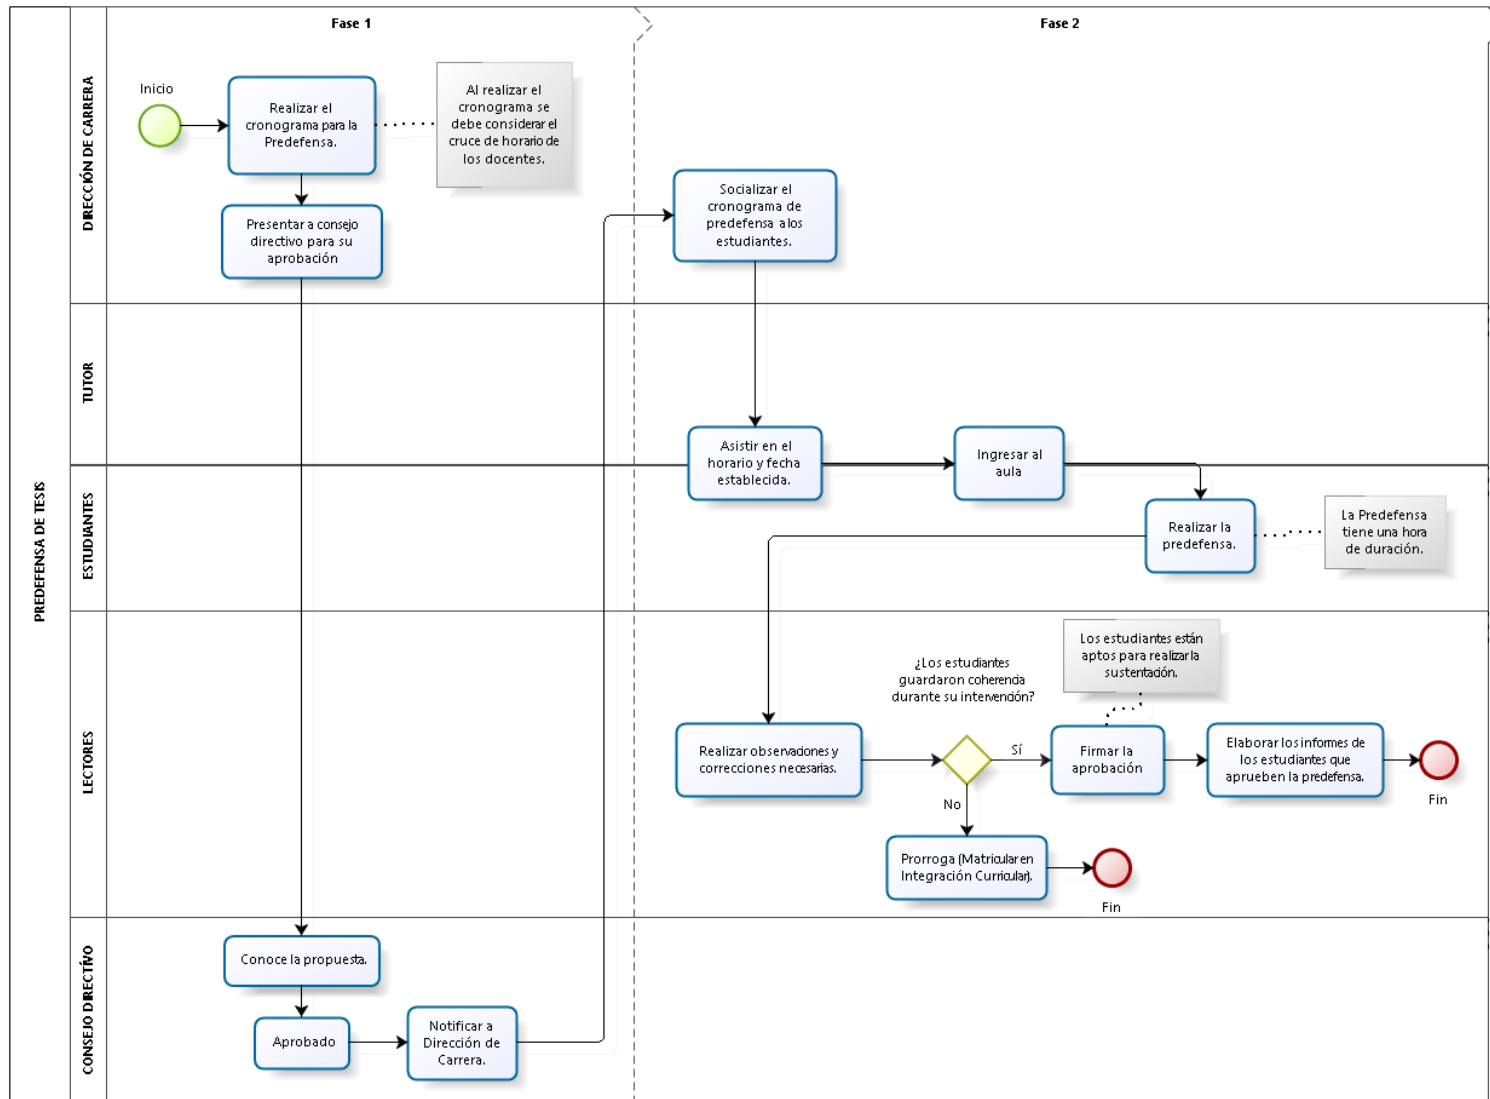 Fase 1
Fase 2
PREDEFENSA DE TESIS
DIRECCIÓN DE CARRERA
Inicio
Realizar el
cronograma para la
Predefensa.
Al realizar el
cronograma se
debe considerar el
cruce de horario de
los docentes.
Presentar a consejo
directivo para su
aprobación
Socializar el
cronograma de
predefensa alos
estudiantes.
TUTOR
Asistir en el
horario y fecha
establecida.
Ingresar al
aula
ESTUDIANTES
Realizar la
predefensa.
La Predefensa
tiene una hora
de duración.
LECTORES
Realizar observaciones y
correcciones necesarias.
¿Los estudiantes
guardaron coherencia
durante su intervención?
Sí
No
Los estudiantes están
aptos para realizar la
sustentación.
Firmar la
aprobación
Elaborar los informes de
los estudiantes que
aprueben la predefensa.
Fin
Prorroga (Matricular en
Integración Curricular).
Fin
CONSEJO DIRECTÍVO
Conoce la propuesta.
Aprobado
Notificar a
Dirección de
Carrera.